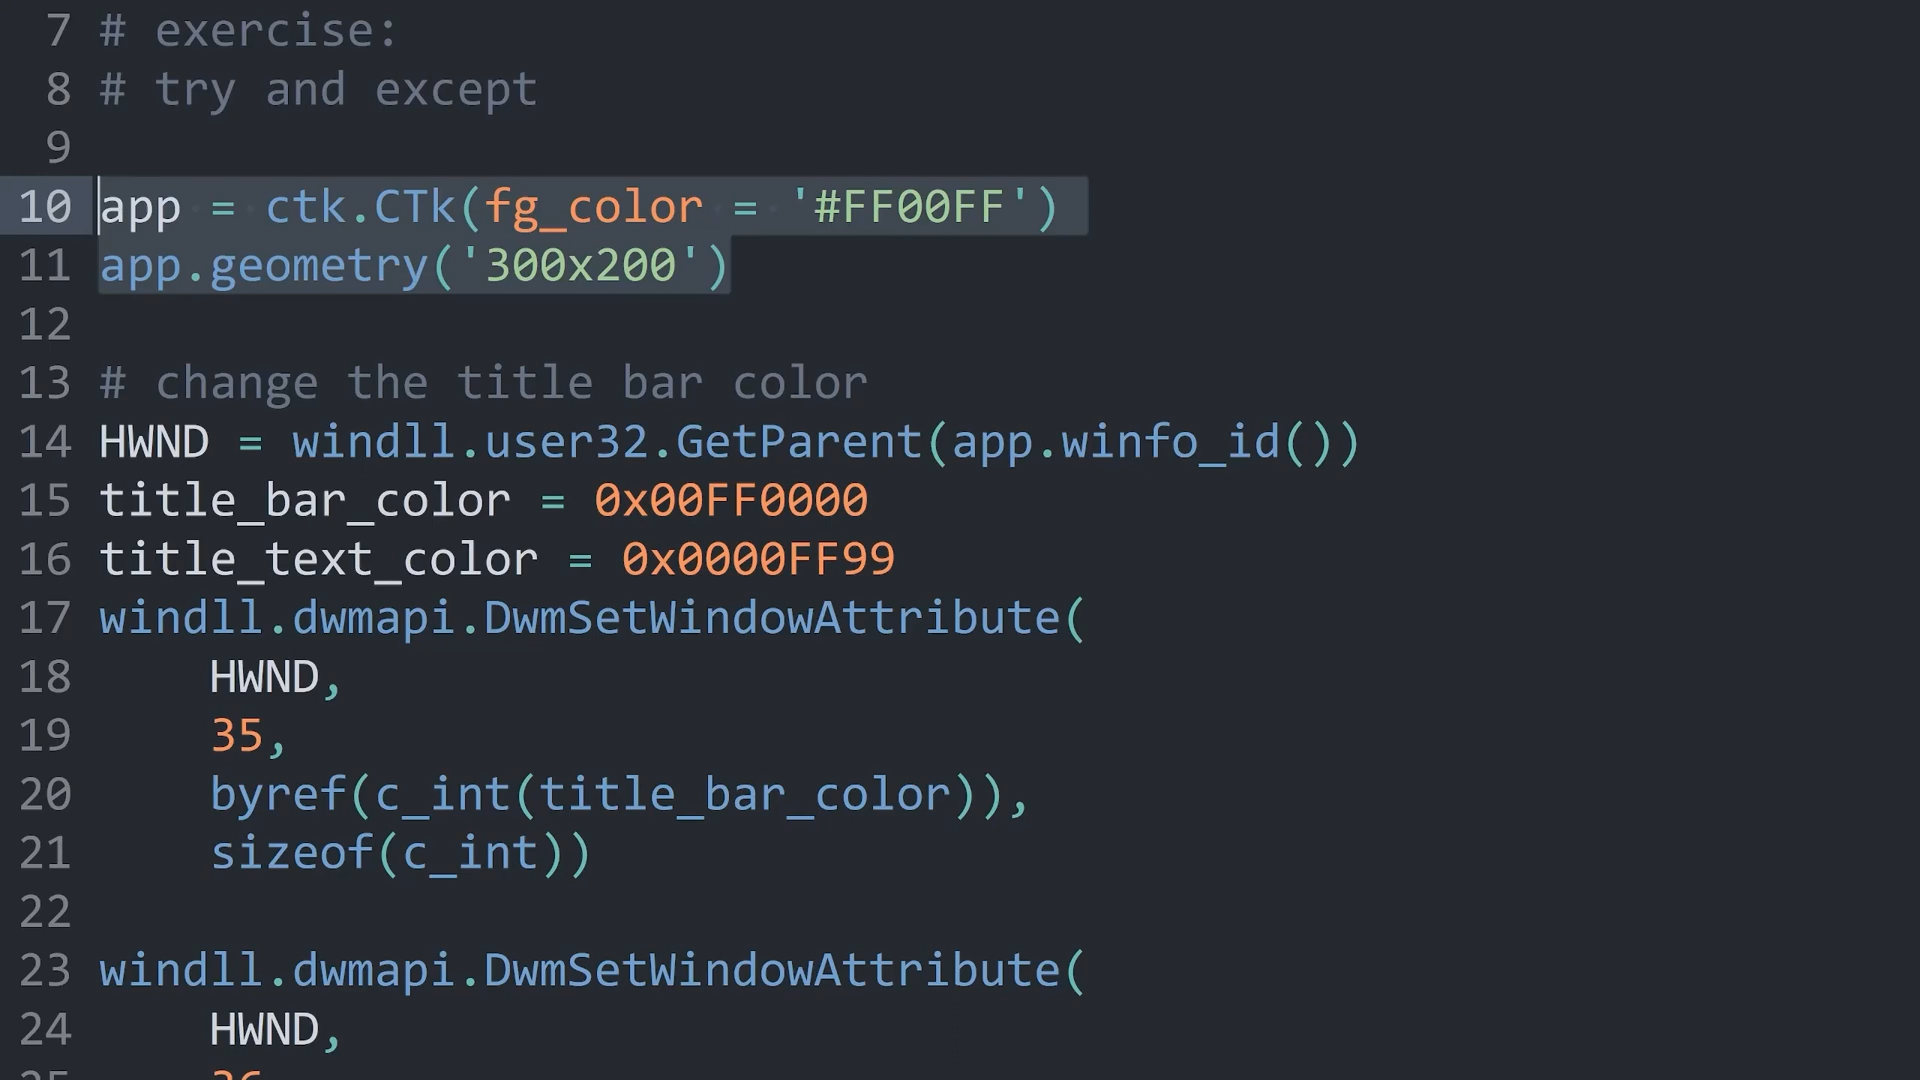 7 # exercise:
8 # try and except
9
10 app = ctk.CTk(fg_color = '#FF00FF')
11 app.geometry('300x200')
12
13 # change the title bar color
14 HWND = windll.user32.GetParent(app.winfo_id())
15 title_bar_color = 0x00FF0000
16 title_text_color = 0x0000FF99
17 windll.dwmapi.DwmSetWindowAttribute(
18     HWND,
19     35,
20     byref(c_int(title_bar_color)),
21     sizeof(c_int))
22
23 windll.dwmapi.DwmSetWindowAttribute(
24     HWND,
25     36